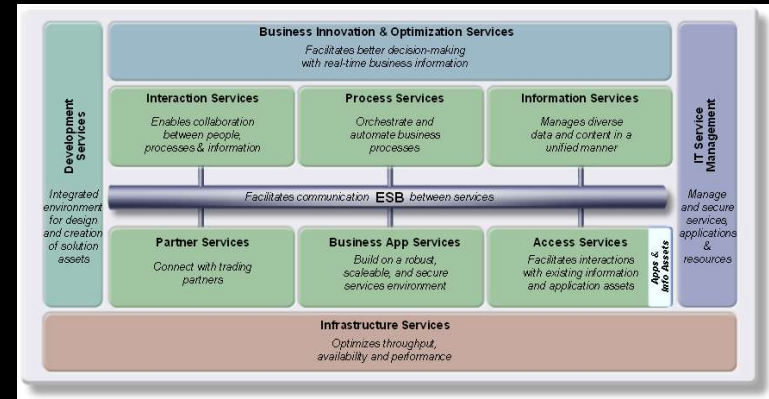 Business Innovation & Optimization Services
Facilitates better decision-making
with real-time business information
Development
Services
Integrated
environment
for design
and creation
of solution
assets
Interaction Services
Enables collaboration
between people,
processes & information
Process Services
Orchestrate and
automate business
processes
Information Services
Manages diverse
data and content in a
unified manner
IT Service
Management
Manage
and secure
services,
applications
&
resources
Facilitates communication ESB between services
Partner Services
Connect with trading
partners
Business App Services
Build on a robust,
scaleable, and secure
services environment
Access Services
Facilitates interactions
with existing information
and application assets
Apps &
Info Assets
Infrastructure Services
Optimizes throughput,
availability and performance